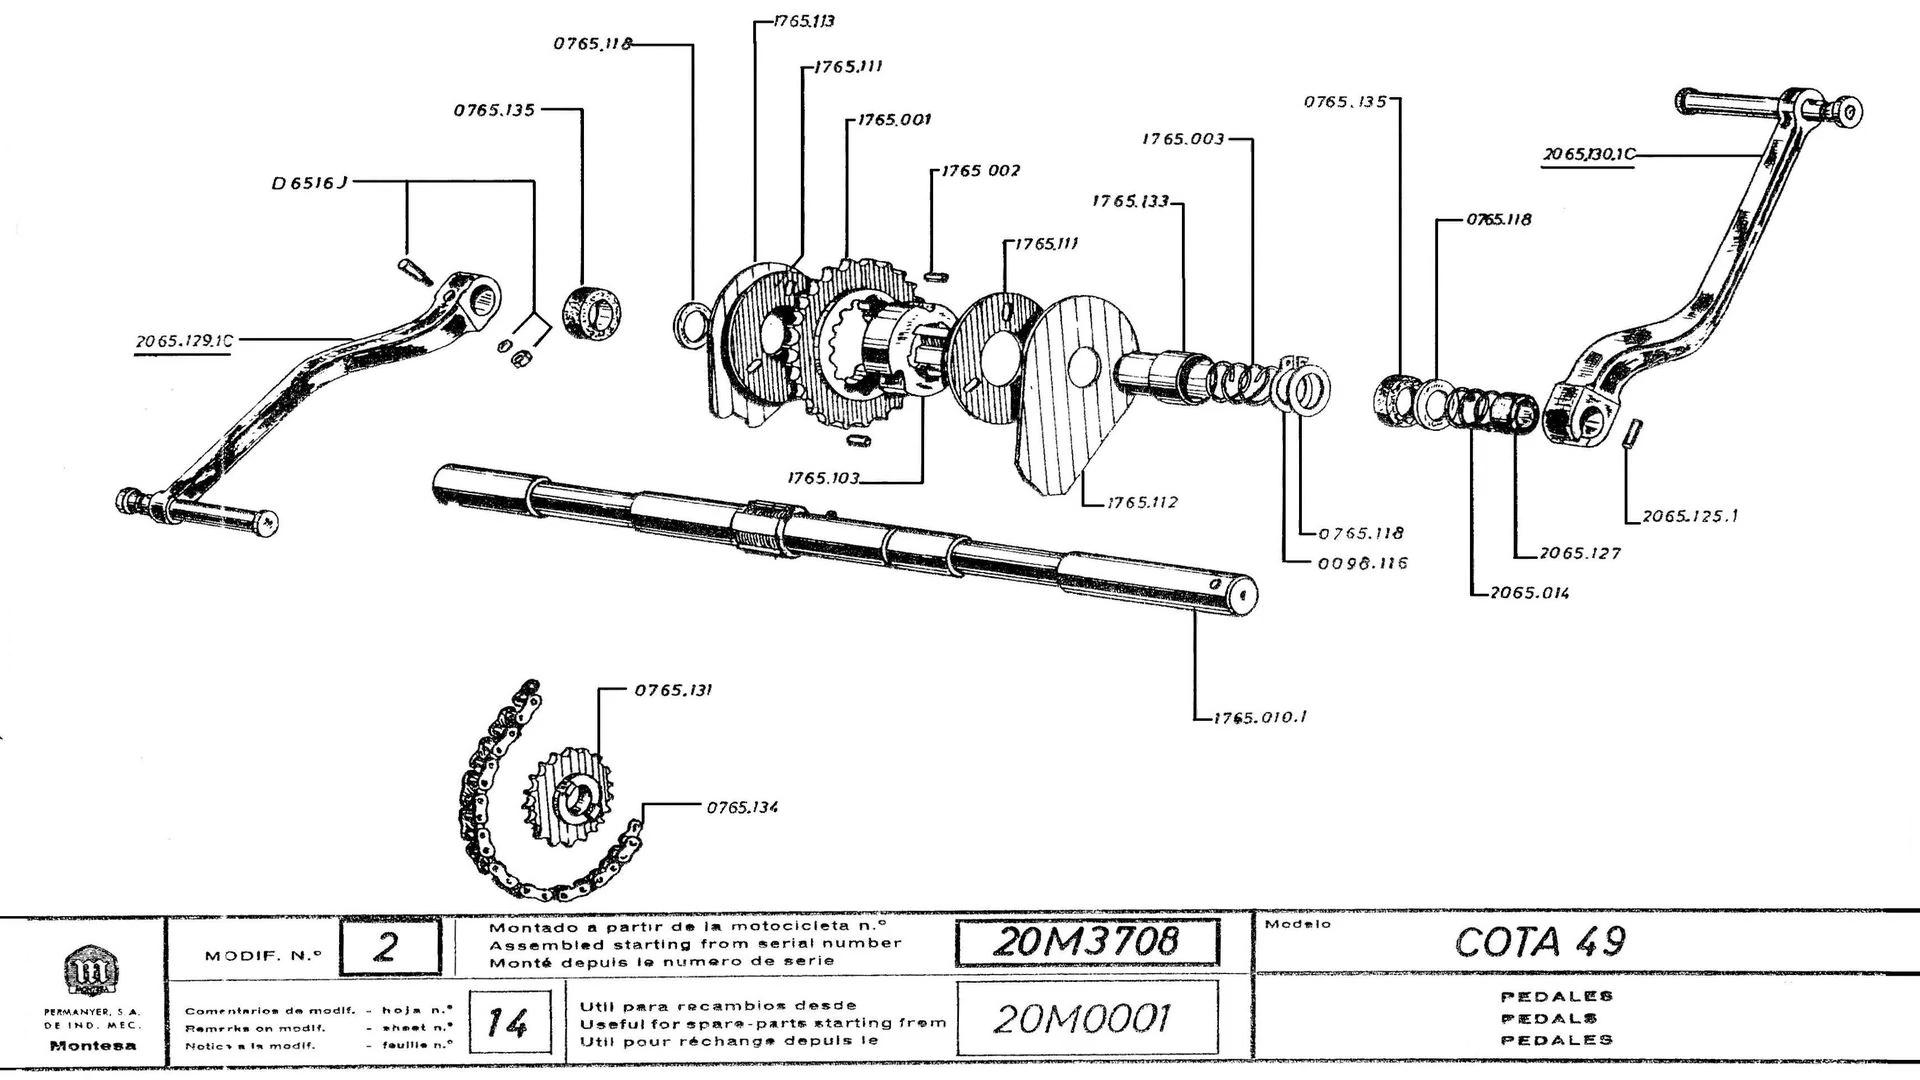 1765.113
0765.118
1765.111
0765.135
1765.001
0765.135
1765.003
2065.130.1C
1765 002
D 6516 J
1765.133
0765.118
1765.111
2065.129.1C
1765.103
1765.112
2065.125.1
0765.118
2065.127
0098.116
2065.014
0765.131
1765.010.1
0765.134
PERMANYER, S. A.
DE IND. MEC.
Montesa
MODIF. N.° 2
Montado a partir de la motocicleta n.°
Assembled starting from serial number
Monté depuis le numero de serie
20M3708
Comentarios de modif. - hoja n.°
Remarks on modif. - sheet n.°
Notice a la modif. - feuille n.°
14
Util para recambios desde
Useful for spare-parts starting from
Util pour réchange depuis le
20M0001
Modelo
COTA 49
PEDALES
PEDALS
PEDALES